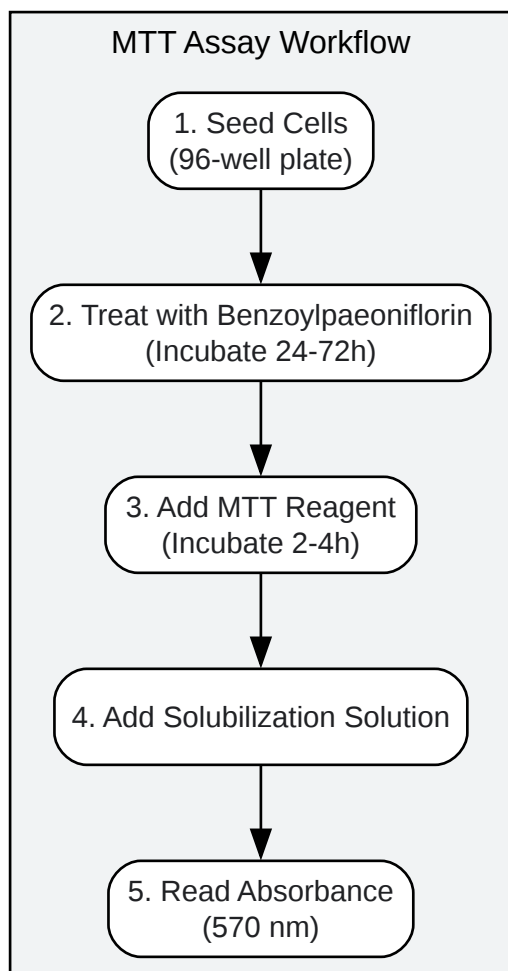 MTT Assay Workflow
1. Seed Cells
(96-well plate)
2. Treat with Benzoylpaeoniflorin
(Incubate 24-72h)
3. Add MTT Reagent
(Incubate 2-4h)
4. Add Solubilization Solution
5. Read Absorbance
(570 nm)